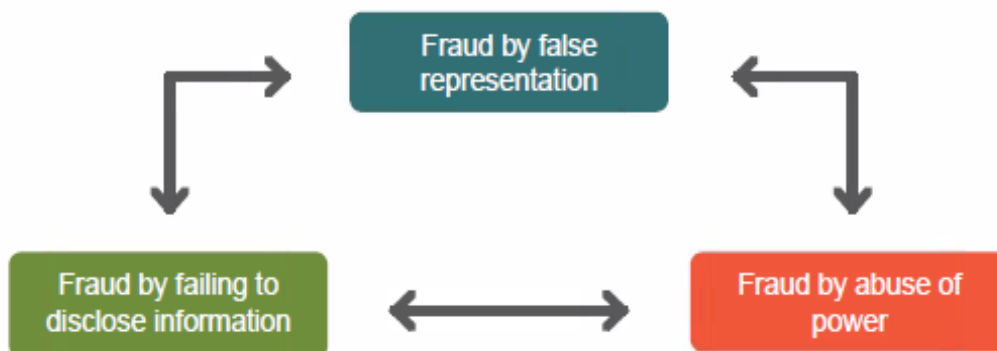 Fraud by false
representation
Fraud by failing to
disclose information
Fraud by abuse of
power